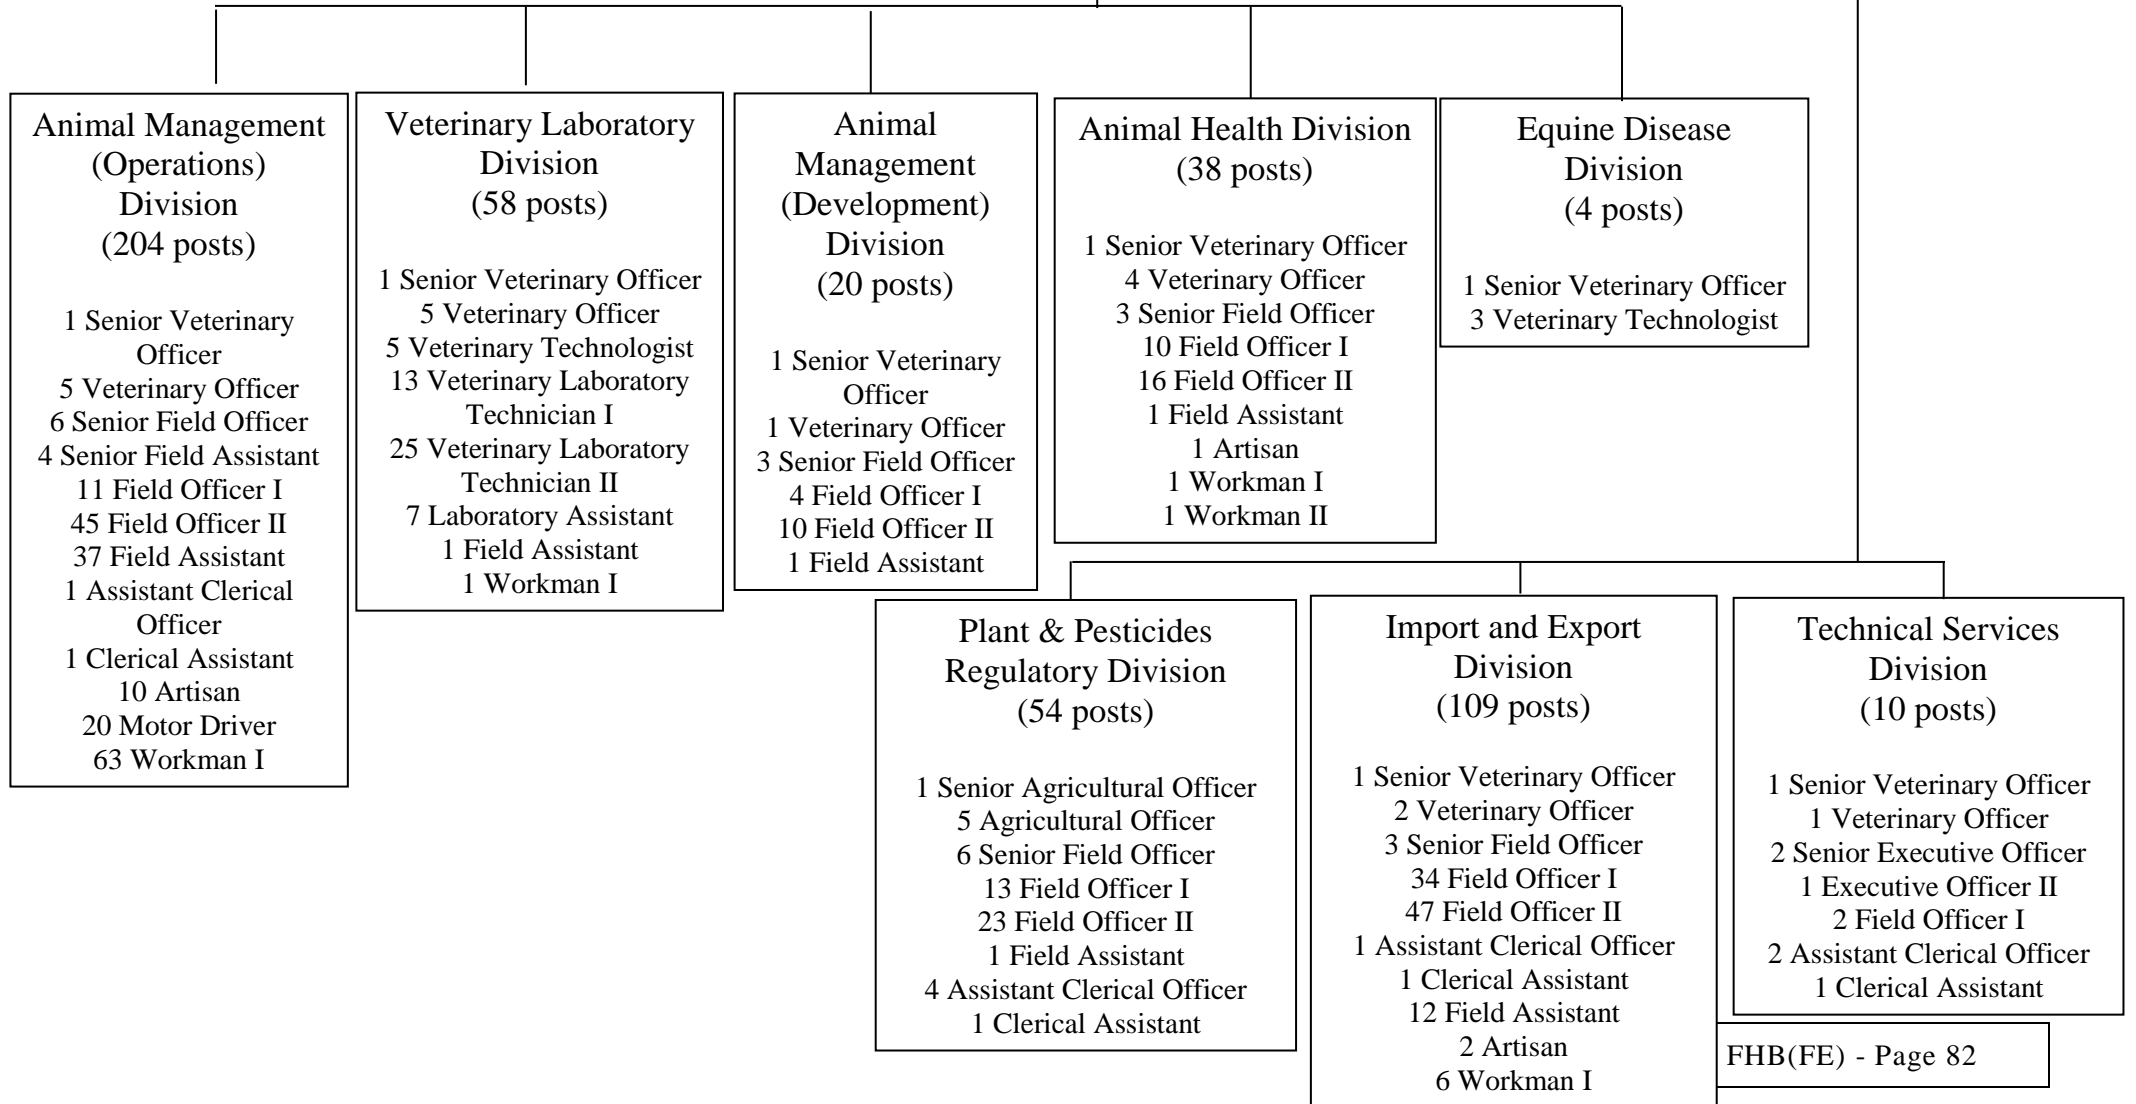 Animal Management
(Operations)
Division
(204 posts)
1 Senior Veterinary
Officer
5 Veterinary Officer
6 Senior Field Officer
4 Senior Field Assistant
11 Field Officer I
45 Field Officer II
37 Field Assistant
1 Assistant Clerical
Officer
1 Clerical Assistant
10 Artisan
20 Motor Driver
63 Workman I
Veterinary Laboratory
Division
(58 posts)
1 Senior Veterinary Officer
5 Veterinary Officer
5 Veterinary Technologist
13 Veterinary Laboratory
Technician I
25 Veterinary Laboratory
Technician II
7 Laboratory Assistant
1 Field Assistant
1 Workman I
Animal
Management
(Development)
Division
(20 posts)
1 Senior Veterinary
Officer
1 Veterinary Officer
3 Senior Field Officer
4 Field Officer I
10 Field Officer II
1 Field Assistant
Animal Health Division
(38 posts)
1 Senior Veterinary Officer
4 Veterinary Officer
3 Senior Field Officer
10 Field Officer I
16 Field Officer II
1 Field Assistant
1 Artisan
1 Workman I
1 Workman II
Equine Disease
Division
(4 posts)
1 Senior Veterinary Officer
3 Veterinary Technologist
Plant & Pesticides
Regulatory Division
(54 posts)
1 Senior Agricultural Officer
5 Agricultural Officer
6 Senior Field Officer
13 Field Officer I
23 Field Officer II
1 Field Assistant
4 Assistant Clerical Officer
1 Clerical Assistant
Import and Export
Division
(109 posts)
1 Senior Veterinary Officer
2 Veterinary Officer
3 Senior Field Officer
34 Field Officer I
47 Field Officer II
1 Assistant Clerical Officer
1 Clerical Assistant
12 Field Assistant
2 Artisan
6 Workman I
Technical Services
Division
(10 posts)
1 Senior Veterinary Officer
1 Veterinary Officer
2 Senior Executive Officer
1 Executive Officer II
2 Field Officer I
2 Assistant Clerical Officer
1 Clerical Assistant
FHB(FE) - Page 82